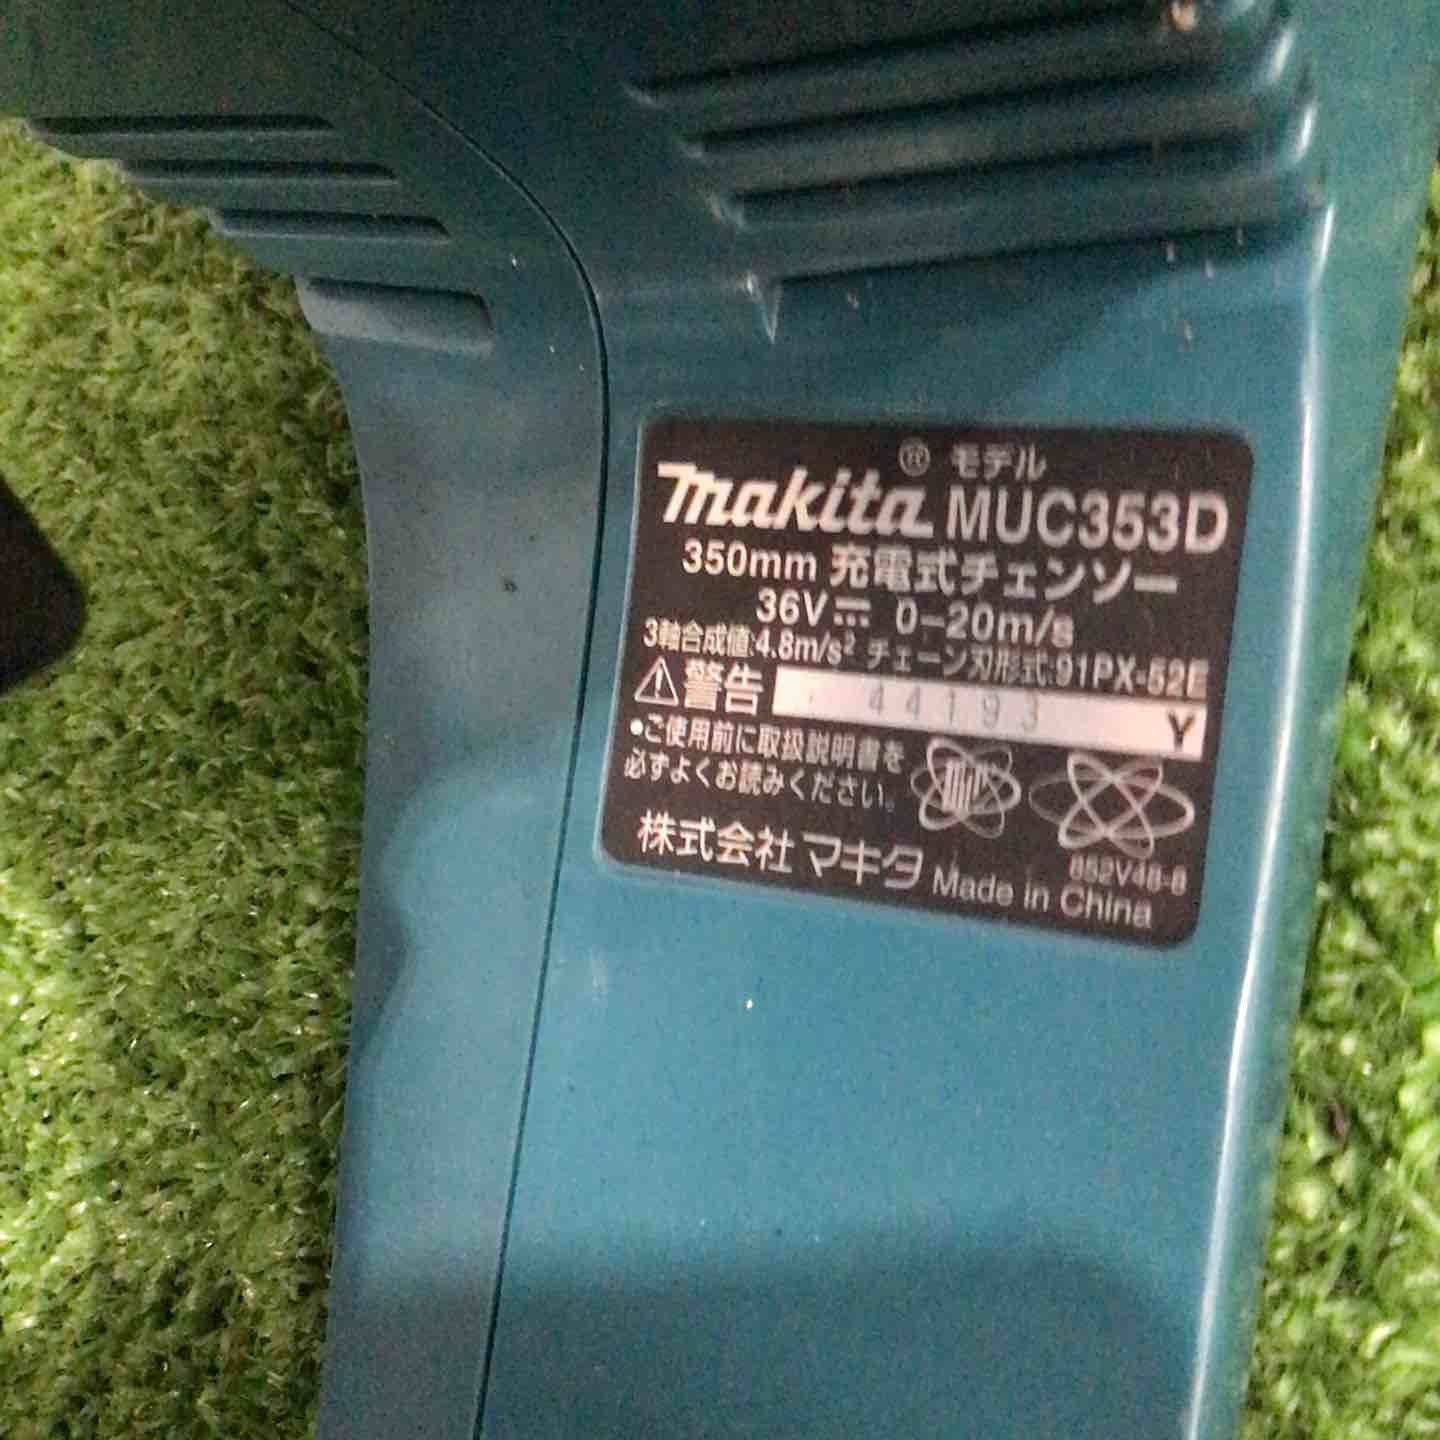 ® モデル
makita MUC353D
350mm 充電式チェンソー
36V⎓ 0-20m/s
3軸合成値:4.8m/s² チェーン刃形式:91PX-52E
⚠警告 44193 Y
•ご使用前に取扱説明書を
必ずよくお読みください。
株式会社 マキタ Made in China
852V48-8